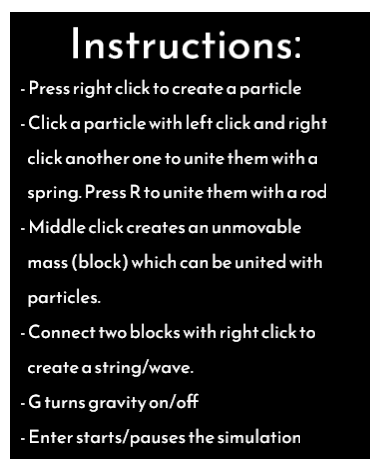 Instructions:
- Press right click to create a particle
- Click a particle with left click and right
click another one to unite them with a
spring. Press R to unite them with a rod
- Middle click creates an unmovable
mass (block) which can be united with
particles.
- Connect two blocks with right click to
create a string/wave.
- G turns gravity on/off
- Enter starts/pauses the simulation